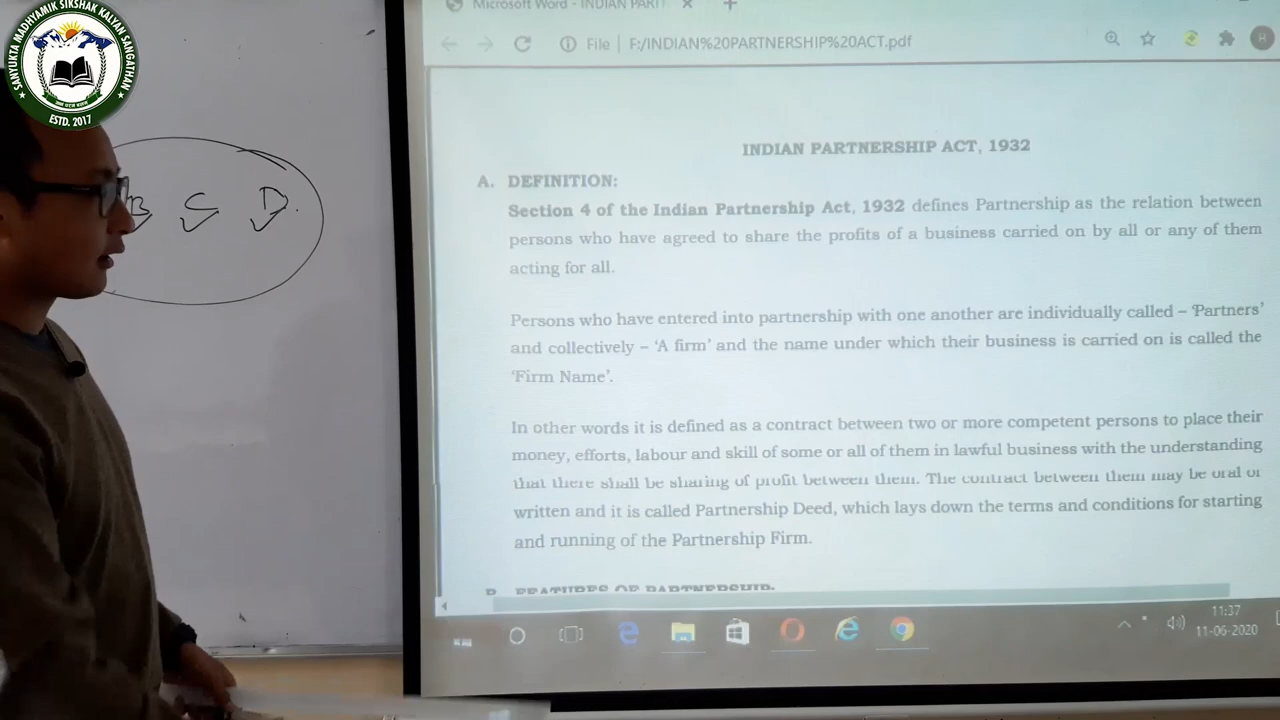 SANYUKTA MADHYAMIK SIKSHAK KALYAN SANGATHAN
ESTD. 2017
B C D
Microsoft Word - INDIAN PART
File | F:/INDIAN%20PARTNERSHIP%20ACT.pdf
INDIAN PARTNERSHIP ACT, 1932
A. DEFINITION:
Section 4 of the Indian Partnership Act, 1932 defines Partnership as the relation between
persons who have agreed to share the profits of a business carried on by all or any of them
acting for all.
Persons who have entered into partnership with one another are individually called – 'Partners'
and collectively – 'A firm' and the name under which their business is carried on is called the
'Firm Name'.
In other words it is defined as a contract between two or more competent persons to place their
money, efforts, labour and skill of some or all of them in lawful business with the understanding
that there shall be sharing of profit between them. The contract between them may be oral or
written and it is called Partnership Deed, which lays down the terms and conditions for starting
and running of the Partnership Firm.
B. FEATURES OF PARTNERSHIP:
11:37
11-06-2020